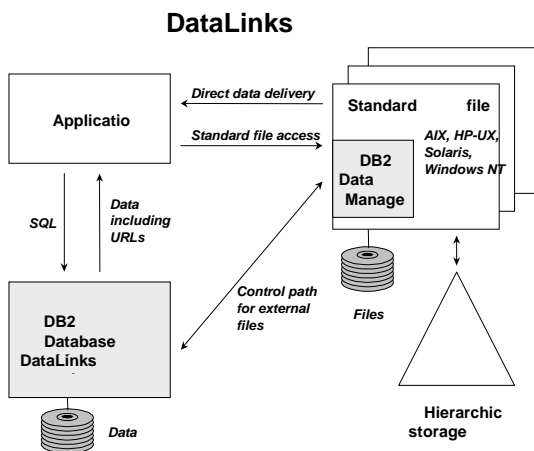 DataLinks
Direct data delivery
Standard file access
Applicatio
Standard file
AIX, HP-UX,
Solaris,
Windows NT
DB2
Data
Manage
SQL
Data
including
URLs
Control path
for external
files
Files
DB2
Database
DataLinks
Data
Hierarchic
storage